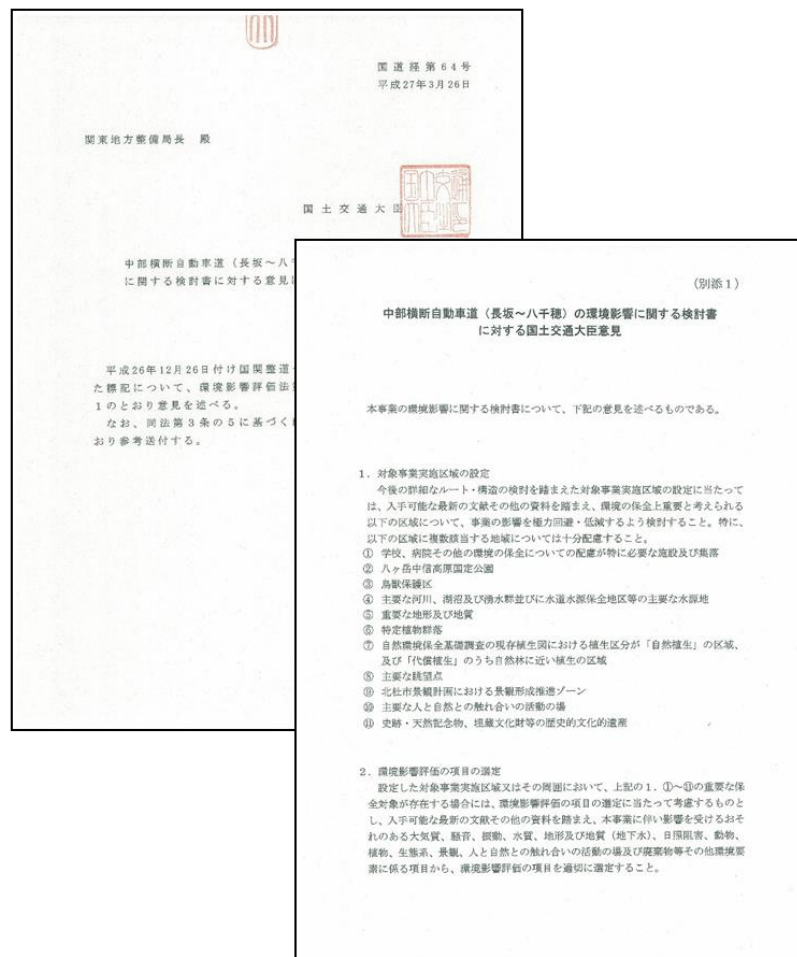 国道経第64号
平成27年3月26日
関東地方整備局長 殿
国土交通大臣
中部横断自動車道（長坂～八
に関する検討書に対する意見
平成26年12月26日付け国関整道
た標記について、環境影響評価法
1のとおり意見を述べる。
なお、同法第3条の5に基づく
おり参考送付する。
（別添1）
中部横断自動車道（長坂～八千穂）の環境影響に関する検討書
に対する国土交通大臣意見
本事業の環境影響に関する検討書について、下記の意見を述べるものである。
1．対象事業実施区域の設定
今後の詳細なルート・構造の検討を踏まえた対象事業実施区域の設定に当たって
は、入手可能な最新の文献その他の資料を踏まえ、環境の保全上重要と考えられる
以下の区域について、事業の影響を極力回避・低減するよう検討すること。特に、
以下の区域に複数該当する地域については十分配慮すること。
① 学校、病院その他の環境の保全についての配慮が特に必要な施設及び集落
② 八ヶ岳中信高原国定公園
③ 鳥獣保護区
④ 主要な河川、湖沼及び湧水群並びに水道水源保全地区等の主要な水源地
⑤ 重要な地形及び地質
⑥ 特定植物群落
⑦ 自然環境保全基礎調査の現存植生図における植生区分が「自然植生」の区域、
及び「代償植生」のうち自然林に近い植生の区域
⑧ 主要な眺望点
⑨ 北杜市景観計画における景観形成推進ゾーン
⑩ 主要な人と自然との触れ合いの活動の場
⑪ 史跡・天然記念物、埋蔵文化財等の歴史的文化的遺産
2．環境影響評価の項目の選定
設定した対象事業実施区域又はその周囲において、上記の1．①～⑪の重要な保
全対象が存在する場合には、環境影響評価の項目の選定に当たって考慮するものと
し、入手可能な最新の文献その他の資料を踏まえ、本事業に伴い影響を受けるおそ
れのある大気質、騒音、振動、水質、地形及び地質（地下水）、日照阻害、動物、
植物、生態系、景観、人と自然との触れ合いの活動の場及び廃棄物等その他環境要
素に係る項目から、環境影響評価の項目を適切に選定すること。